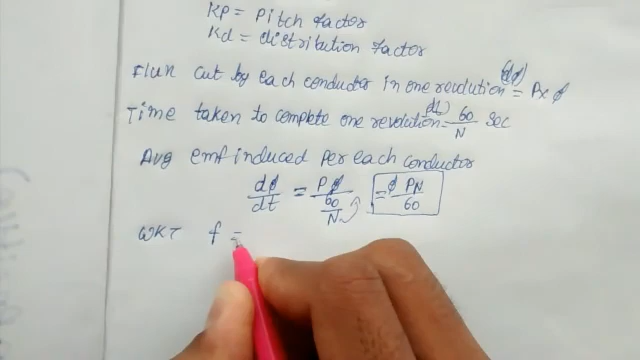 Kp = Pitch factor
Kd = distribution factor
Flux cut by each conductor in one revolution (dϕ) = P×ϕ
Time taken to complete one revolution (dt) = 60/N sec
Avg emf induced per each conductor
dϕ/dt = Pϕ/(60/N) = ϕPN/60
WKT f =